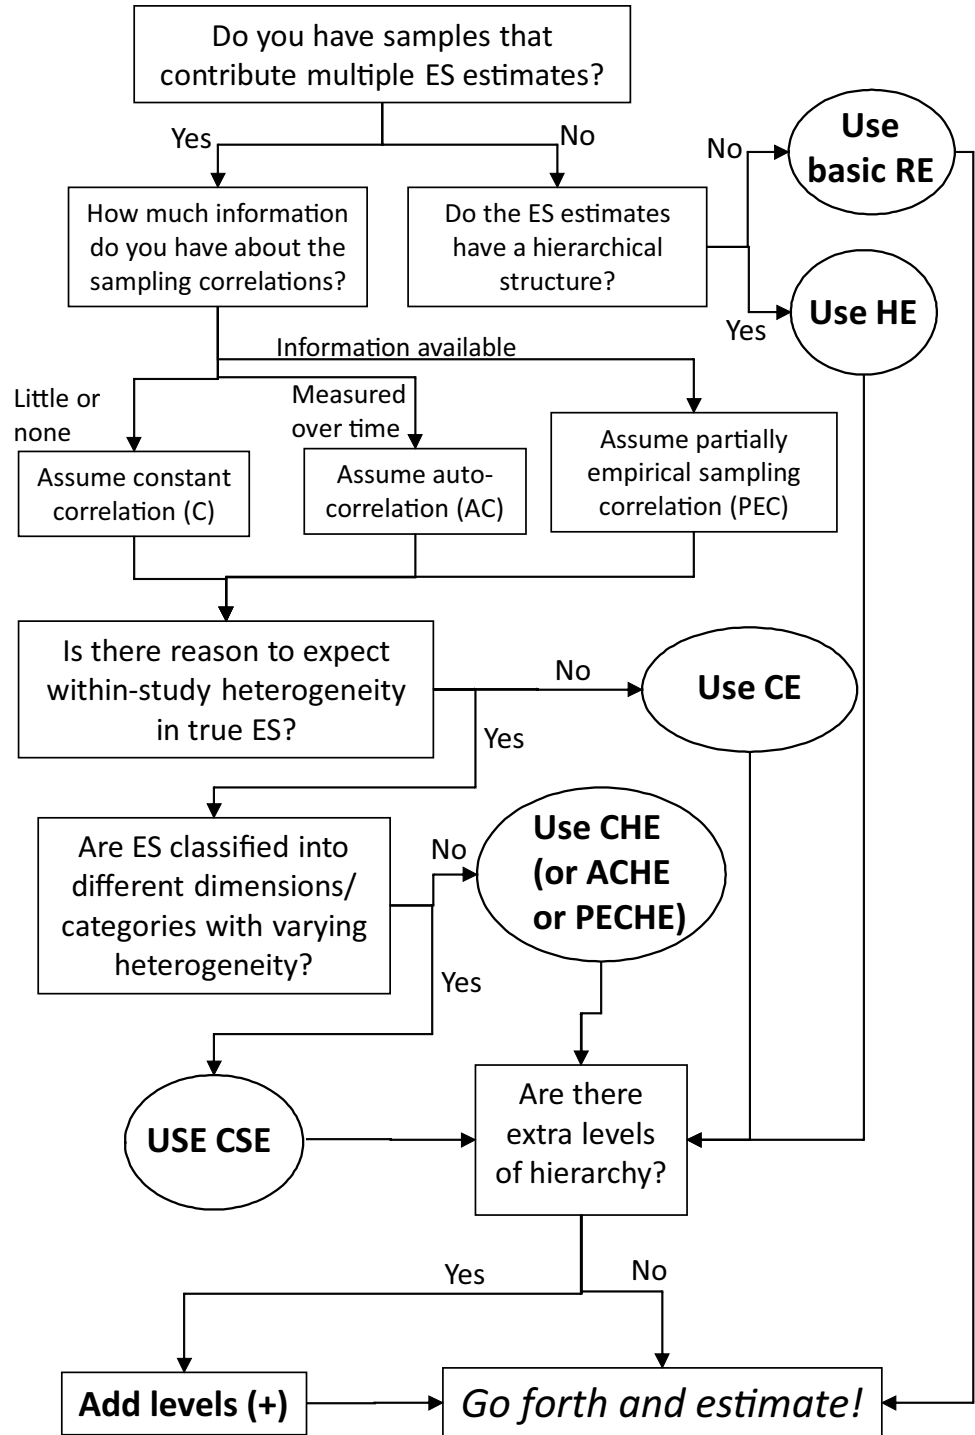 Do you have samples that
contribute multiple ES estimates?
Yes
No
How much information
do you have about the
sampling correlations?
Do the ES estimates
have a hierarchical
structure?
No
Use
basic RE
Yes
Use HE
Information available
Little or
none
Measured
over time
Assume constant
correlation (C)
Assume auto-
correlation (AC)
Assume partially
empirical sampling
correlation (PEC)
Is there reason to expect
within-study heterogeneity
in true ES?
No
Use CE
Yes
Are ES classified into
different dimensions/
categories with varying
heterogeneity?
No
Use CHE
(or ACHE
or PECHE)
Yes
USE CSE
Are there
extra levels
of hierarchy?
Yes
No
Add levels (+)
Go forth and estimate!